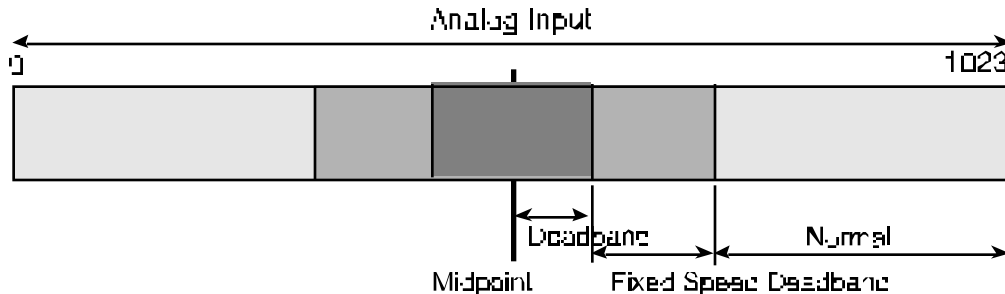 Analog Input
0 1023
Deadband Normal
Midpoint Fixed Speed Deadband